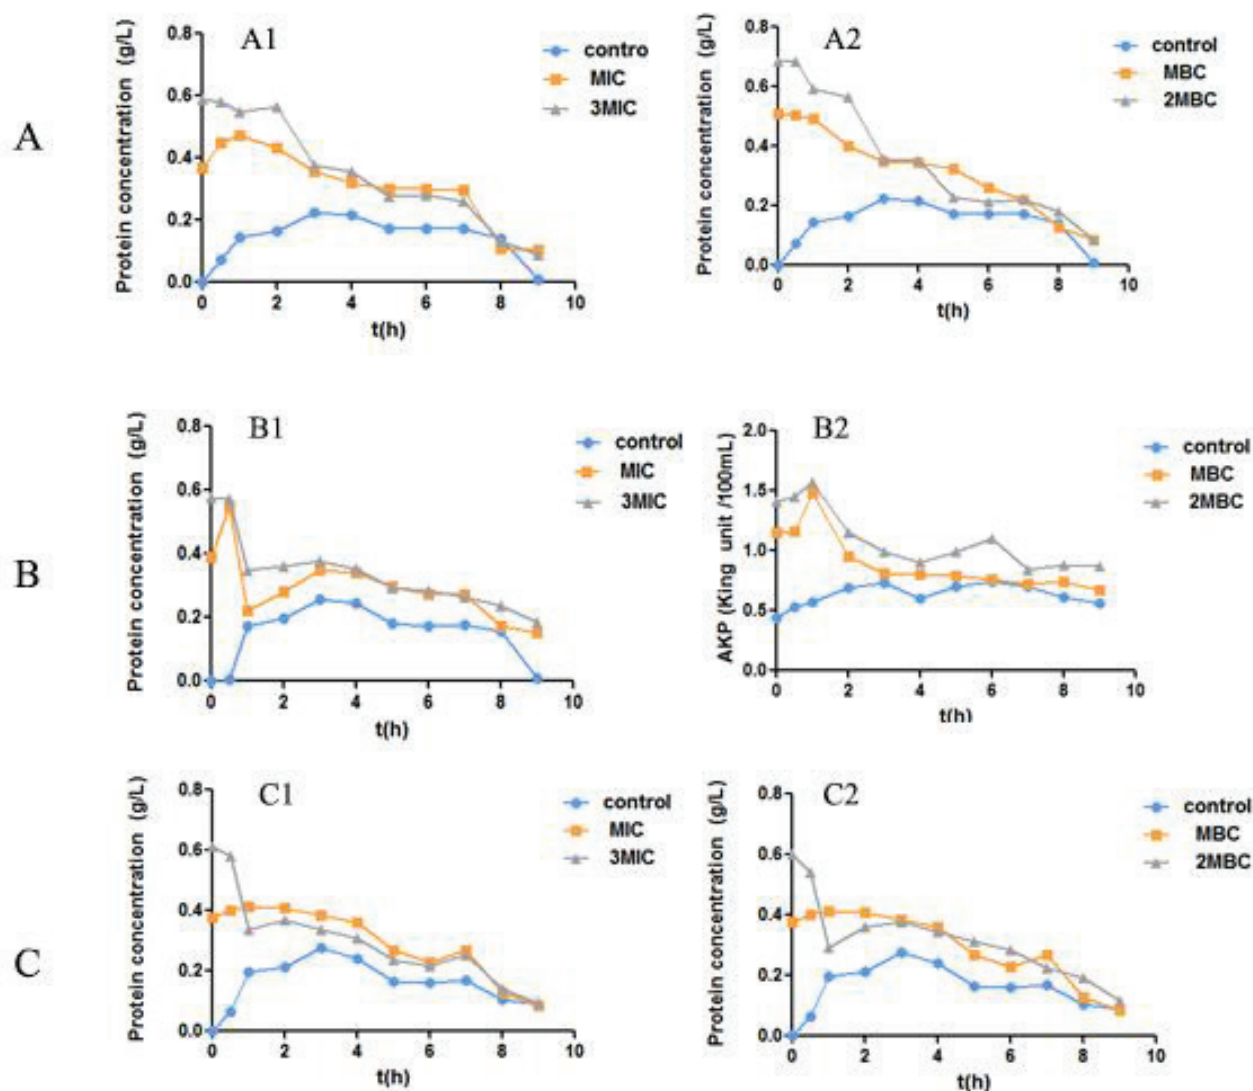 A
A1
Protein concentration (g/L)
0.8
0.6
0.4
0.2
0.0
0 2 4 6 8 10
t(h)
contro
MIC
3MIC
A2
Protein concentration (g/L)
0.8
0.6
0.4
0.2
0.0
0 2 4 6 8 10
t(h)
control
MBC
2MBC
B
B1
Protein concentration (g/L)
0.8
0.6
0.4
0.2
0.0
0 2 4 6 8 10
t(h)
control
MIC
3MIC
B2
AKP (King unit /100mL)
2.0
1.5
1.0
0.5
0.0
0 2 4 6 8 10
t(h)
control
MBC
2MBC
C
C1
Protein concentration (g/L)
0.8
0.6
0.4
0.2
0.0
0 2 4 6 8 10
t(h)
control
MIC
3MIC
C2
Protein concentration (g/L)
0.8
0.6
0.4
0.2
0.0
0 2 4 6 8 10
t(h)
control
MBC
2MBC